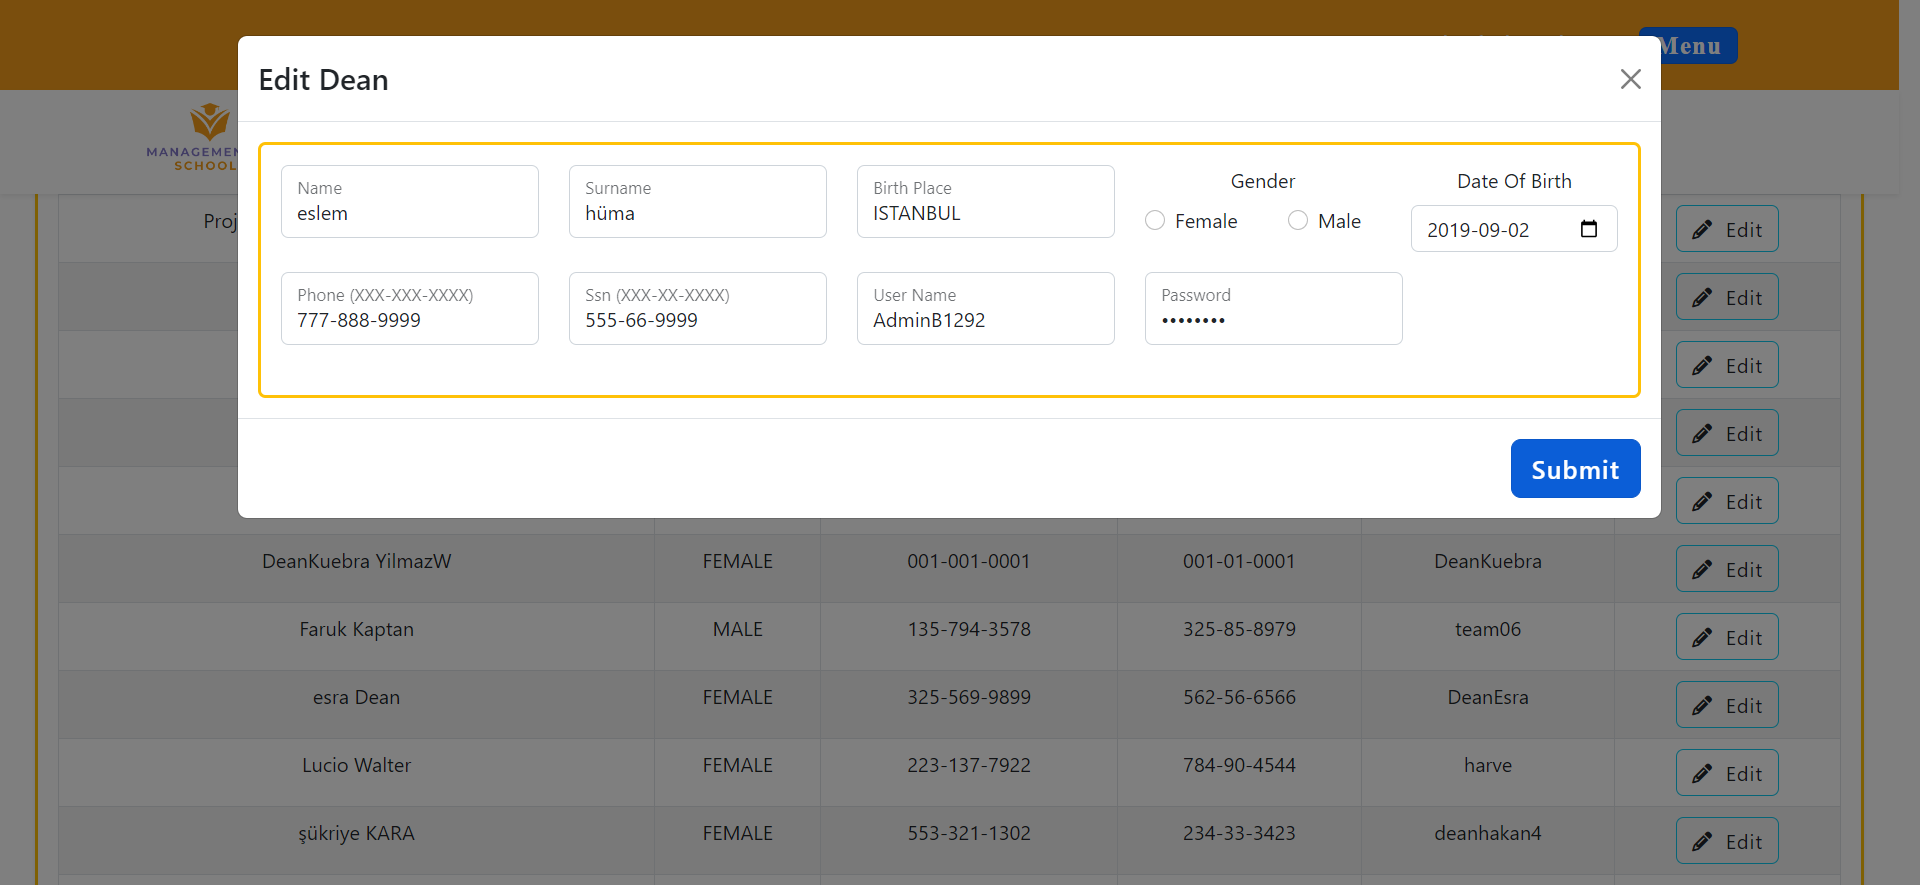 Menu
Edit Dean
MANAGEMEN
SCHOOL
Name
eslem
Surname
hüma
Birth Place
ISTANBUL
Gender
Female
Male
Date Of Birth
2019-09-02
Phone (XXX-XXX-XXXX)
777-888-9999
Ssn (XXX-XX-XXXX)
555-66-9999
User Name
AdminB1292
Password
••••••••
Submit
Proj
Edit
Edit
Edit
Edit
Edit
DeanKuebra YilmazW FEMALE 001-001-0001 001-01-0001 DeanKuebra Edit
Faruk Kaptan MALE 135-794-3578 325-85-8979 team06 Edit
esra Dean FEMALE 325-569-9899 562-56-6566 DeanEsra Edit
Lucio Walter FEMALE 223-137-7922 784-90-4544 harve Edit
şükriye KARA FEMALE 553-321-1302 234-33-3423 deanhakan4 Edit